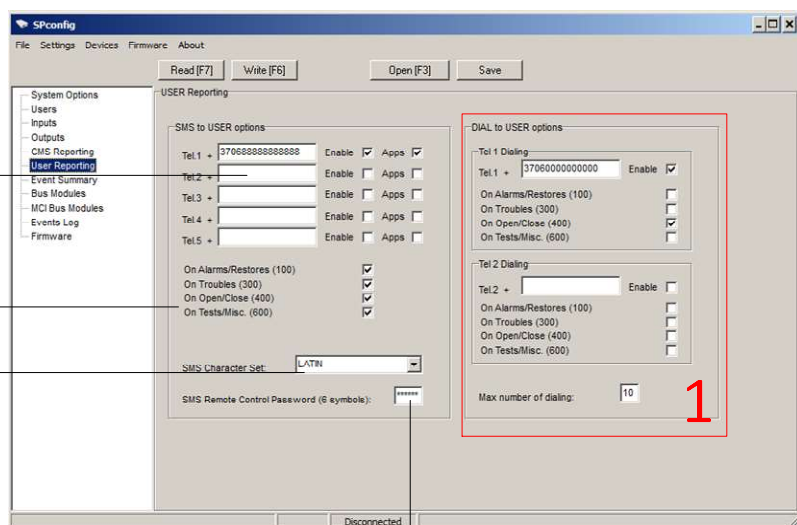 SPconfig
File Settings Devices Firmware About
Read [F7] Write [F6] Open [F3] Save
System Options
Users
Inputs
Outputs
CMS Reporting
User Reporting
Event Summary
Bus Modules
MCI Bus Modules
Events Log
Firmware
USER Reporting
SMS to USER options
Tel.1 + 370688888888888 Enable Apps
Tel.2 + Enable Apps
Tel.3 + Enable Apps
Tel.4 + Enable Apps
Tel.5 + Enable Apps
On Alarms/Restores (100)
On Troubles (300)
On Open/Close (400)
On Tests/Misc. (600)
SMS Character Set: LATIN
SMS Remote Control Password (6 symbols): ******
DIAL to USER options
Tel 1 Dialing
Tel.1 + 37060000000000 Enable
On Alarms/Restores (100)
On Troubles (300)
On Open/Close (400)
On Tests/Misc. (600)
Tel 2 Dialing
Tel.2 + Enable
On Alarms/Restores (100)
On Troubles (300)
On Open/Close (400)
On Tests/Misc. (600)
Max number of dialing: 10
1
Disconnected